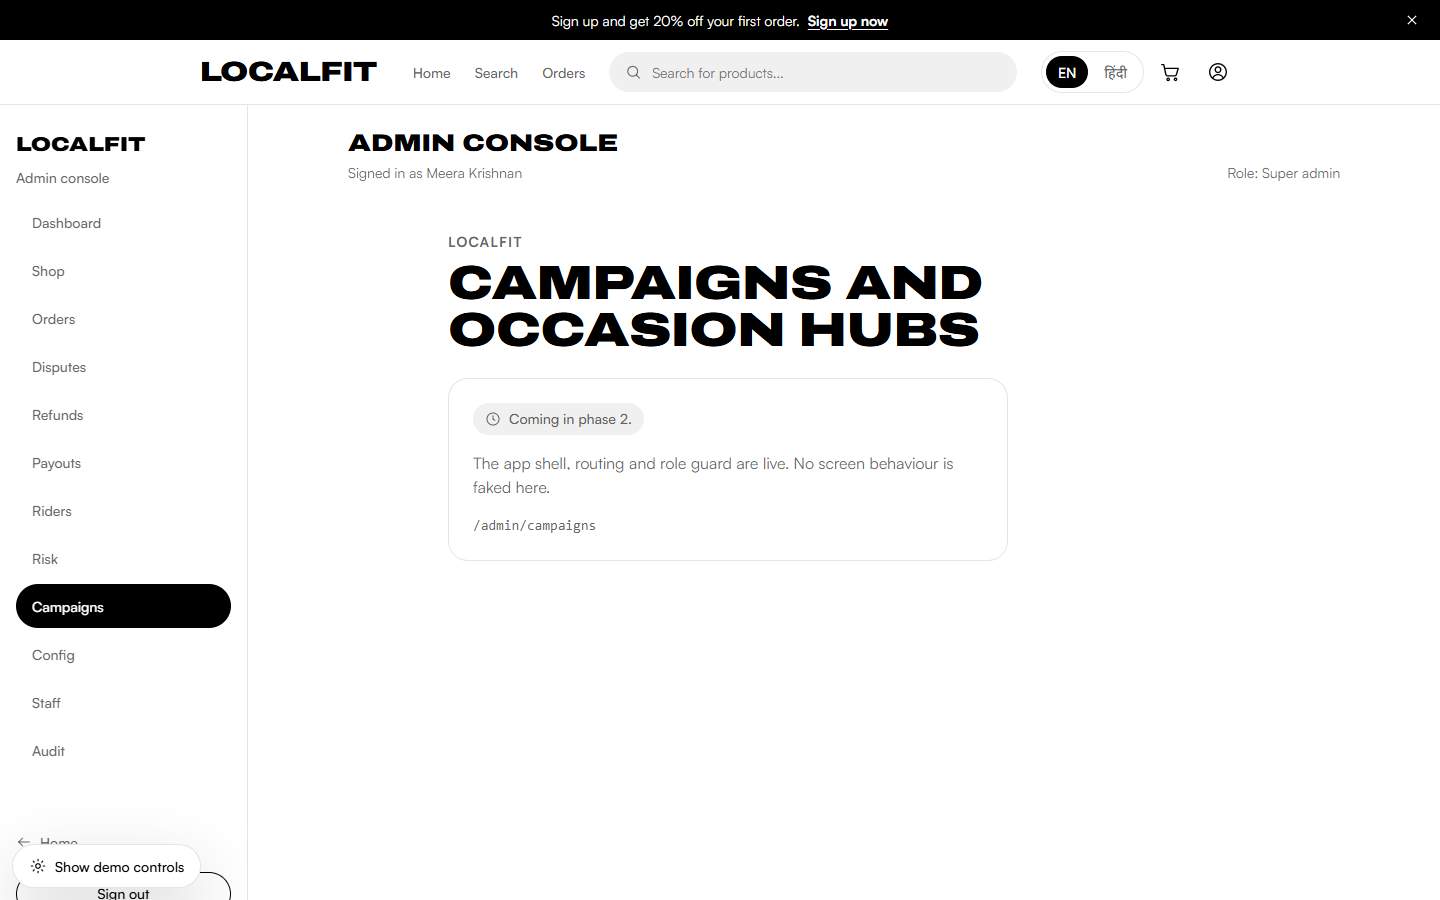 Sign up and get 20% off your first order. Sign up now
LOCALFIT
Home
Search
Orders
Search for products...
EN
हिंदी
LOCALFIT
Admin console
Dashboard
Shop
Orders
Disputes
Refunds
Payouts
Riders
Risk
Campaigns
Config
Staff
Audit
Home
Show demo controls
Sign out
ADMIN CONSOLE
Signed in as Meera Krishnan
Role: Super admin
LOCALFIT
CAMPAIGNS AND
OCCASION HUBS
Coming in phase 2.
The app shell, routing and role guard are live. No screen behaviour is
faked here.
/admin/campaigns